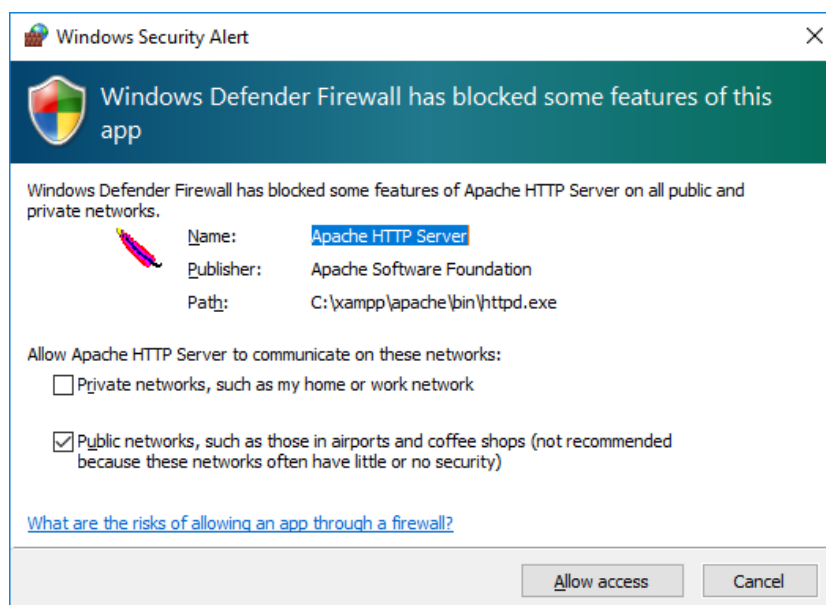 Windows Security Alert
Windows Defender Firewall has blocked some features of this
app
Windows Defender Firewall has blocked some features of Apache HTTP Server on all public and
private networks.
Name: Apache HTTP Server
Publisher: Apache Software Foundation
Path: C:\xampp\apache\bin\httpd.exe
Allow Apache HTTP Server to communicate on these networks:
Private networks, such as my home or work network
Public networks, such as those in airports and coffee shops (not recommended
because these networks often have little or no security)
What are the risks of allowing an app through a firewall?
Allow access Cancel